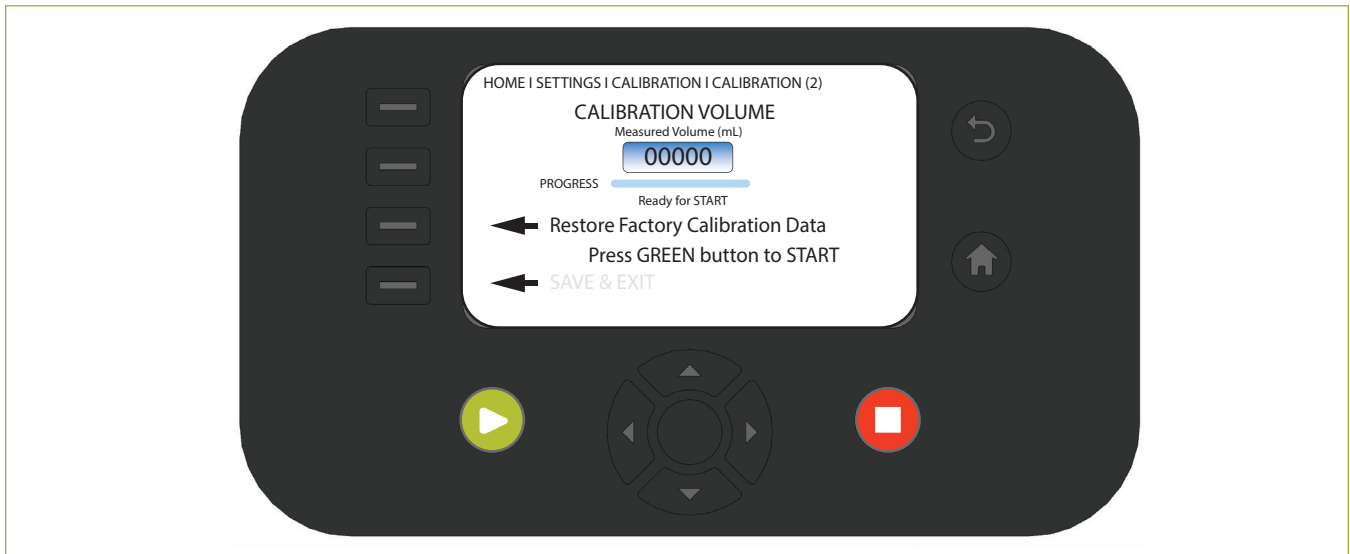 HOME I SETTINGS I CALIBRATION I CALIBRATION (2)
CALIBRATION VOLUME
Measured Volume (mL)
00000
PROGRESS
Ready for START
Restore Factory Calibration Data
Press GREEN button to START
SAVE & EXIT